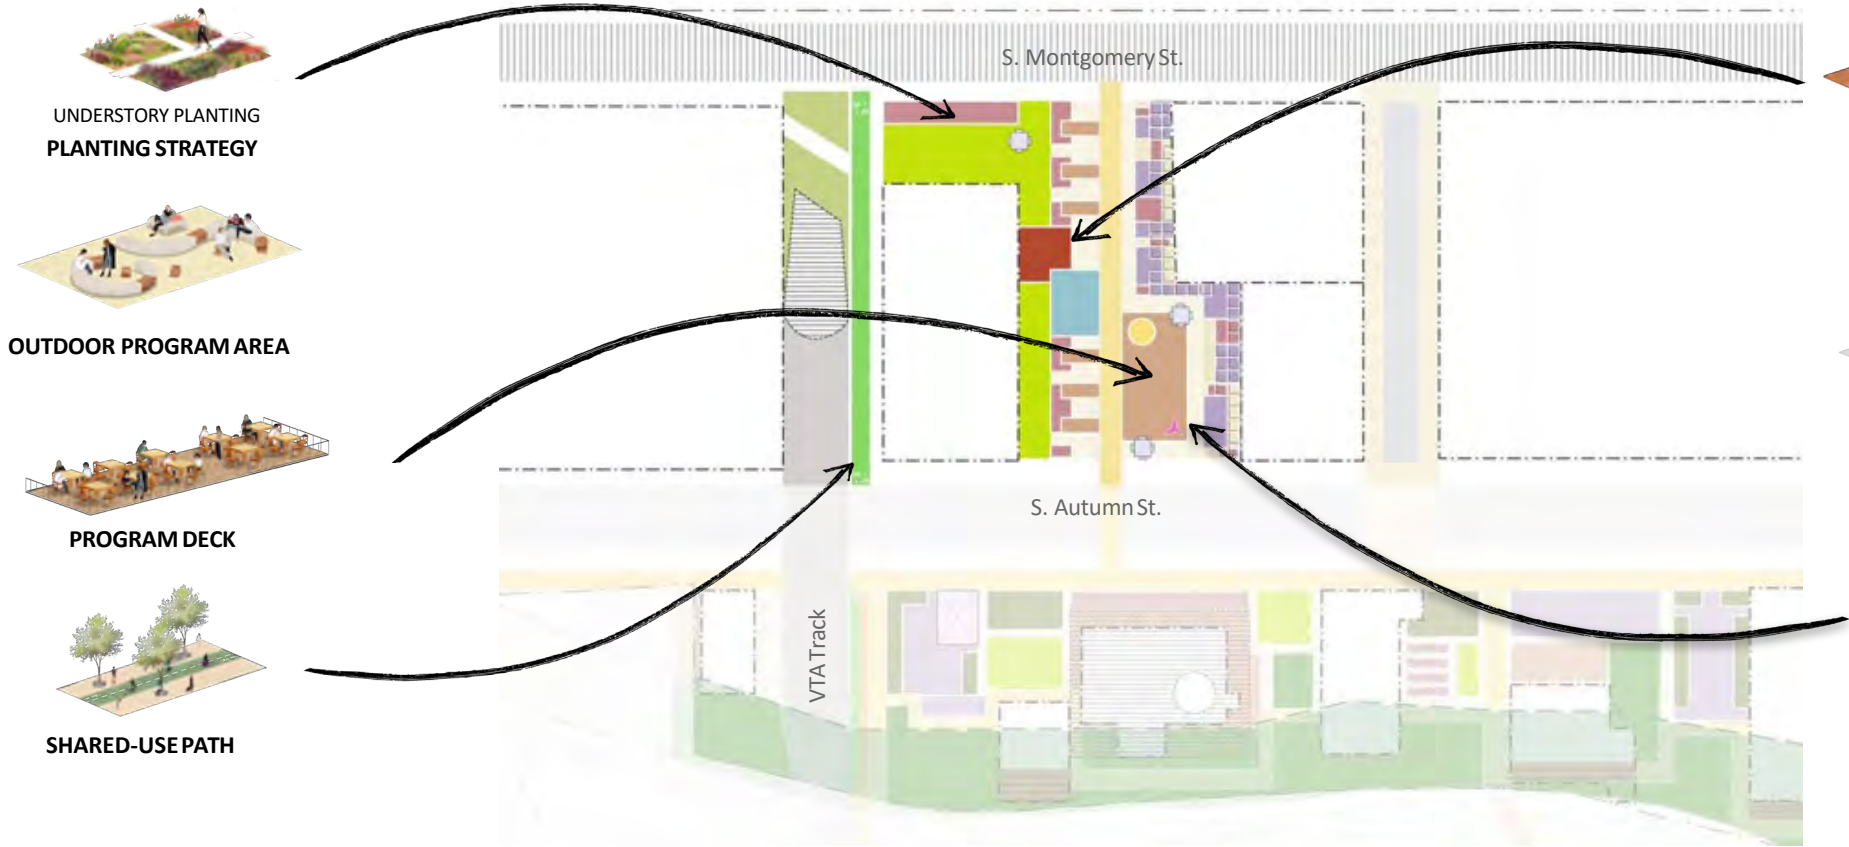 UNDERSTORY PLANTING
PLANTING STRATEGY
OUTDOOR PROGRAM AREA
PROGRAM DECK
SHARED-USE PATH
S. Montgomery St.
S. Autumn St.
VTA Track